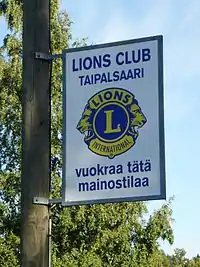 LIONS CLUB
TAIPALSAARI
LIONS
L
INTERNATIONAL
vuokraa tätä
mainostilaa